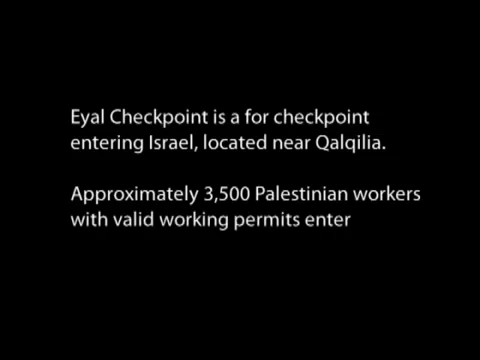 Eyal Checkpoint is a for checkpoint
entering Israel, located near Qalqilia.
Approximately 3,500 Palestinian workers
with valid working permits enter